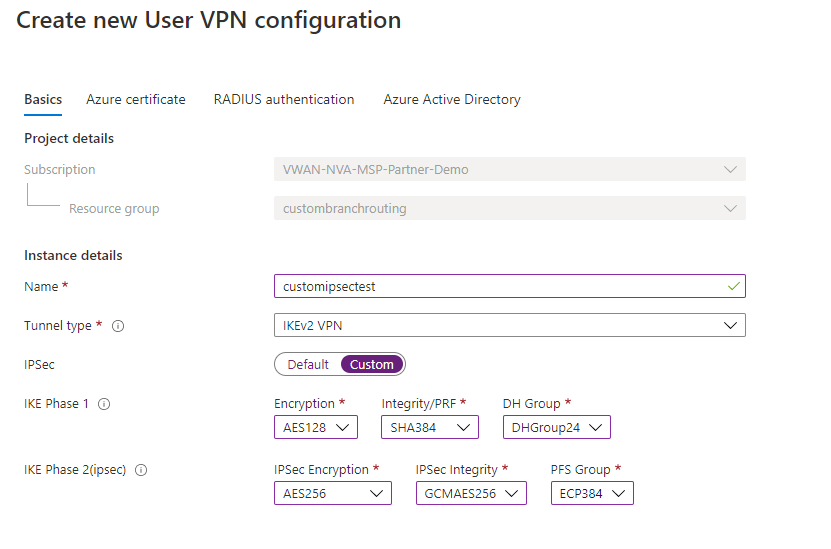 Create new User VPN configuration
Basics Azure certificate RADIUS authentication Azure Active Directory
Project details
Subscription VWAN-NVA-MSP-Partner-Demo
Resource group custombranchrouting
Instance details
Name * customipsectest
Tunnel type * IKEv2 VPN
IPSec Default Custom
IKE Phase 1 Encryption * Integrity/PRF * DH Group *
AES128 SHA384 DHGroup24
IKE Phase 2(ipsec) IPSec Encryption * IPSec Integrity * PFS Group *
AES256 GCMAES256 ECP384